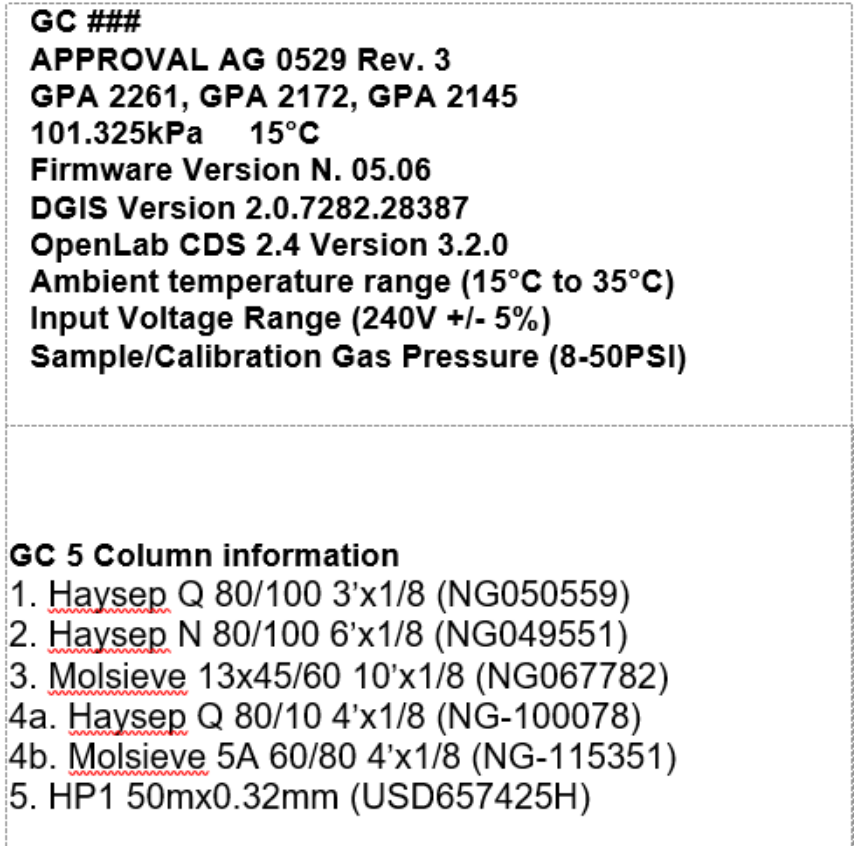 GC ###
APPROVAL AG 0529 Rev. 3
GPA 2261, GPA 2172, GPA 2145
101.325kPa 15°C
Firmware Version N. 05.06
DGIS Version 2.0.7282.28387
OpenLab CDS 2.4 Version 3.2.0
Ambient temperature range (15°C to 35°C)
Input Voltage Range (240V +/- 5%)
Sample/Calibration Gas Pressure (8-50PSI)
GC 5 Column information
1. Haysep Q 80/100 3’x1/8 (NG050559)
2. Haysep N 80/100 6’x1/8 (NG049551)
3. Molsieve 13x45/60 10’x1/8 (NG067782)
4a. Haysep Q 80/10 4’x1/8 (NG-100078)
4b. Molsieve 5A 60/80 4’x1/8 (NG-115351)
5. HP1 50mx0.32mm (USD657425H)